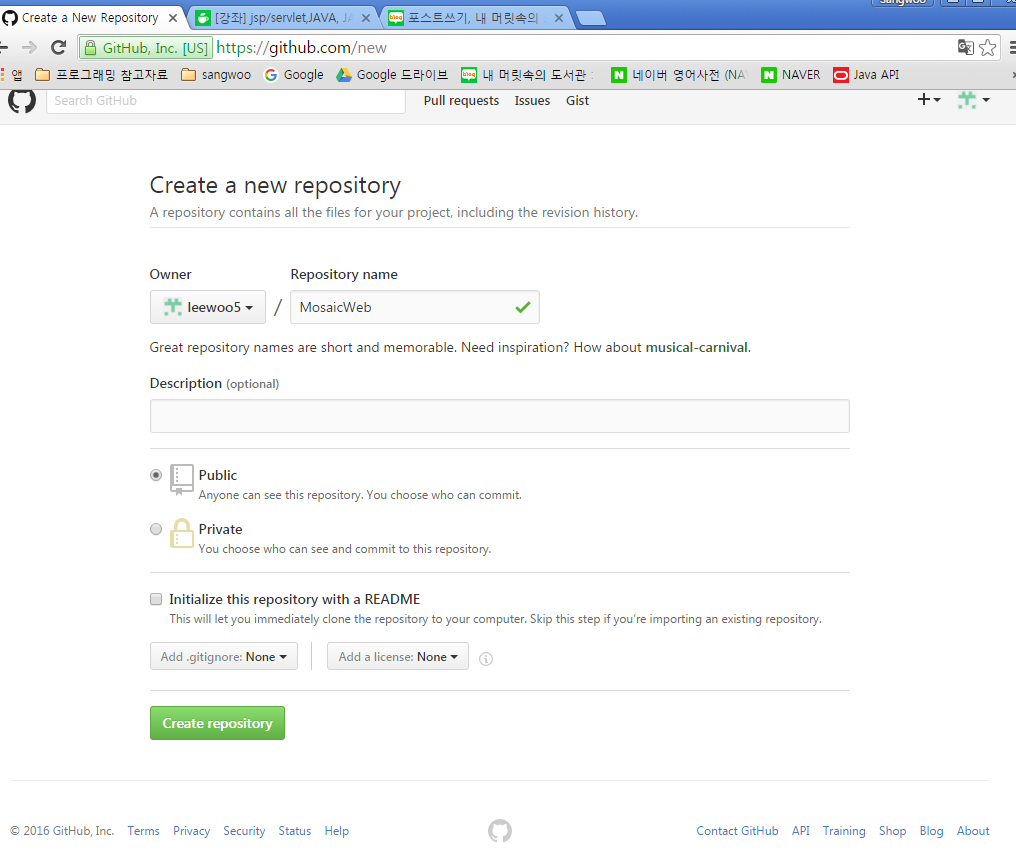 Sangwoo
Create a New Repository
[강좌] jsp/servlet,JAVA, JA
포스트쓰기, 내 머릿속의
GitHub, Inc. [US] https://github.com/new
앱 프로그래밍 참고자료 sangwoo Google Google 드라이브 blog 내 머릿속의 도서관 : N 네이버 영어사전 (NA N NAVER Java API
Search GitHub Pull requests Issues Gist
Create a new repository
A repository contains all the files for your project, including the revision history.
Owner Repository name
leewoo5 / MosaicWeb
Great repository names are short and memorable. Need inspiration? How about musical-carnival.
Description (optional)
Public
Anyone can see this repository. You choose who can commit.
Private
You choose who can see and commit to this repository.
Initialize this repository with a README
This will let you immediately clone the repository to your computer. Skip this step if you're importing an existing repository.
Add .gitignore: None Add a license: None
Create repository
© 2016 GitHub, Inc. Terms Privacy Security Status Help Contact GitHub API Training Shop Blog About